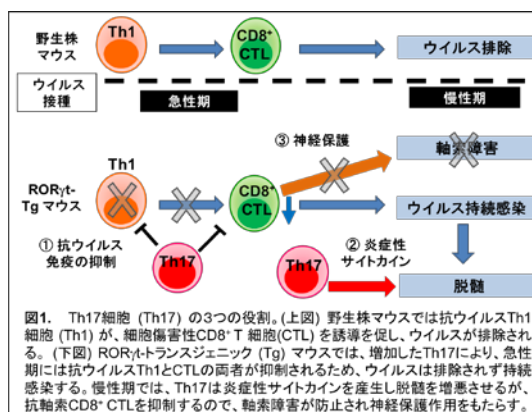 Th1
CD8⁺
CTL
野生株
マウス
ウイルス排除
ウイルス
接種
急性期
慢性期
③ 神経保護
軸索障害
Th1
RORγt-
Tg マウス
CD8⁺
CTL
ウイルス持続感染
① 抗ウイルス
免疫の抑制
Th17
Th17
② 炎症性
サイトカイン
脱髄
図1. Th17細胞 (Th17) の3つの役割。(上図) 野生株マウスでは抗ウイルスTh1
細胞 (Th1) が、細胞傷害性CD8⁺ T 細胞(CTL) を誘導を促し、ウイルスが排除され
る。(下図) RORγt-トランスジェニック (Tg) マウスでは、増加したTh17により、急性
期には抗ウイルスTh1とCTLの両者が抑制されるため、ウイルスは排除されず持続
感染する。慢性期では、Th17は炎症性サイトカインを産生し脱髄を増悪させるが、
抗軸索CD8⁺ CTLを抑制するので、軸索障害が防止され神経保護作用をもたらす。